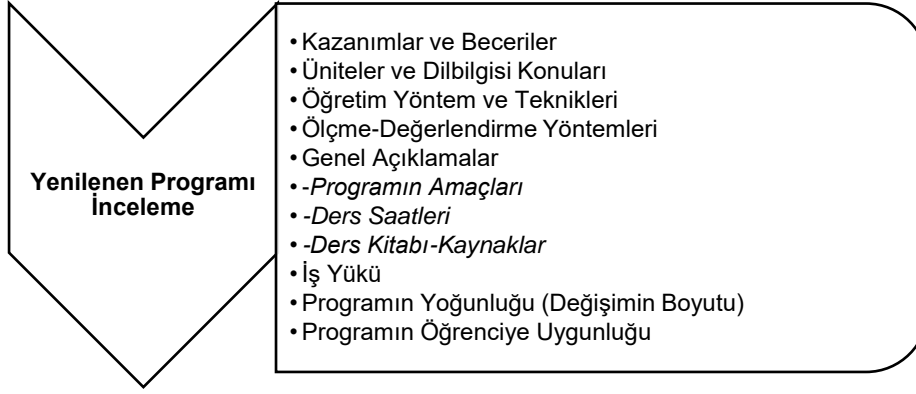 Yenilenen Programı
İnceleme
• Kazanımlar ve Beceriler
• Üniteler ve Dilbilgisi Konuları
• Öğretim Yöntem ve Teknikleri
• Ölçme-Değerlendirme Yöntemleri
• Genel Açıklamalar
• -Programın Amaçları
• -Ders Saatleri
• -Ders Kitabı-Kaynaklar
• İş Yükü
• Programın Yoğunluğu (Değişimin Boyutu)
• Programın Öğrenciye Uygunluğu